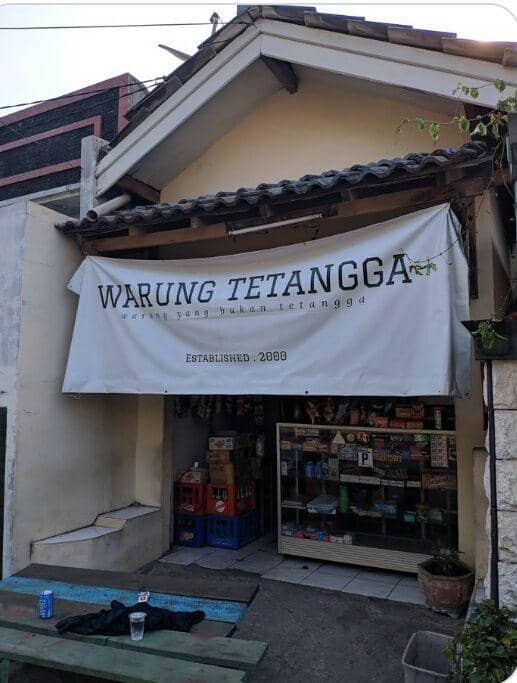 WARUNG TETANGGA
warung yang bukan tetangga
ESTABLISHED . 2000
P